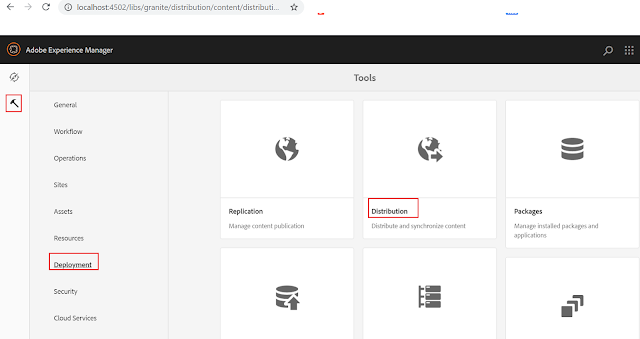 localhost:4502/libs/granite/distribution/content/distributi...
Adobe Experience Manager
Tools
General
Workflow
Operations
Sites
Assets
Resources
Deployment
Security
Cloud Services
Replication
Manage content publication
Distribution
Distribute and synchronize content
Packages
Manage installed packages and
applications